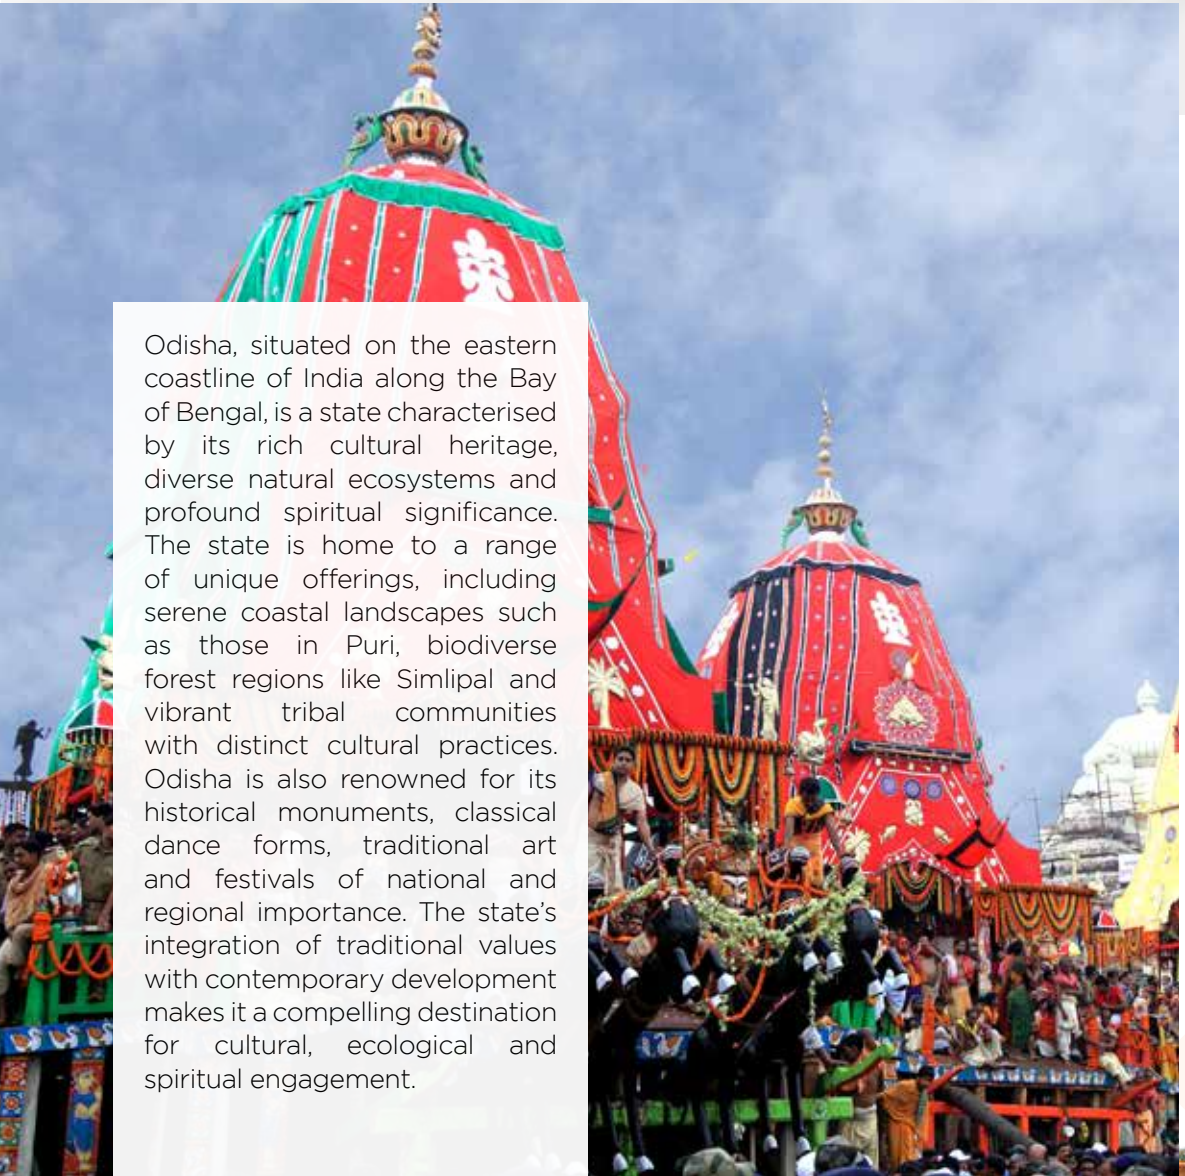 Odisha, situated on the eastern
coastline of India along the Bay
of Bengal, is a state characterised
by its rich cultural heritage,
diverse natural ecosystems and
profound spiritual significance.
The state is home to a range
of unique offerings, including
serene coastal landscapes such
as those in Puri, biodiverse
forest regions like Simlipal and
vibrant tribal communities
with distinct cultural practices.
Odisha is also renowned for its
historical monuments, classical
dance forms, traditional art
and festivals of national and
regional importance. The state’s
integration of traditional values
with contemporary development
makes it a compelling destination
for cultural, ecological and
spiritual engagement.